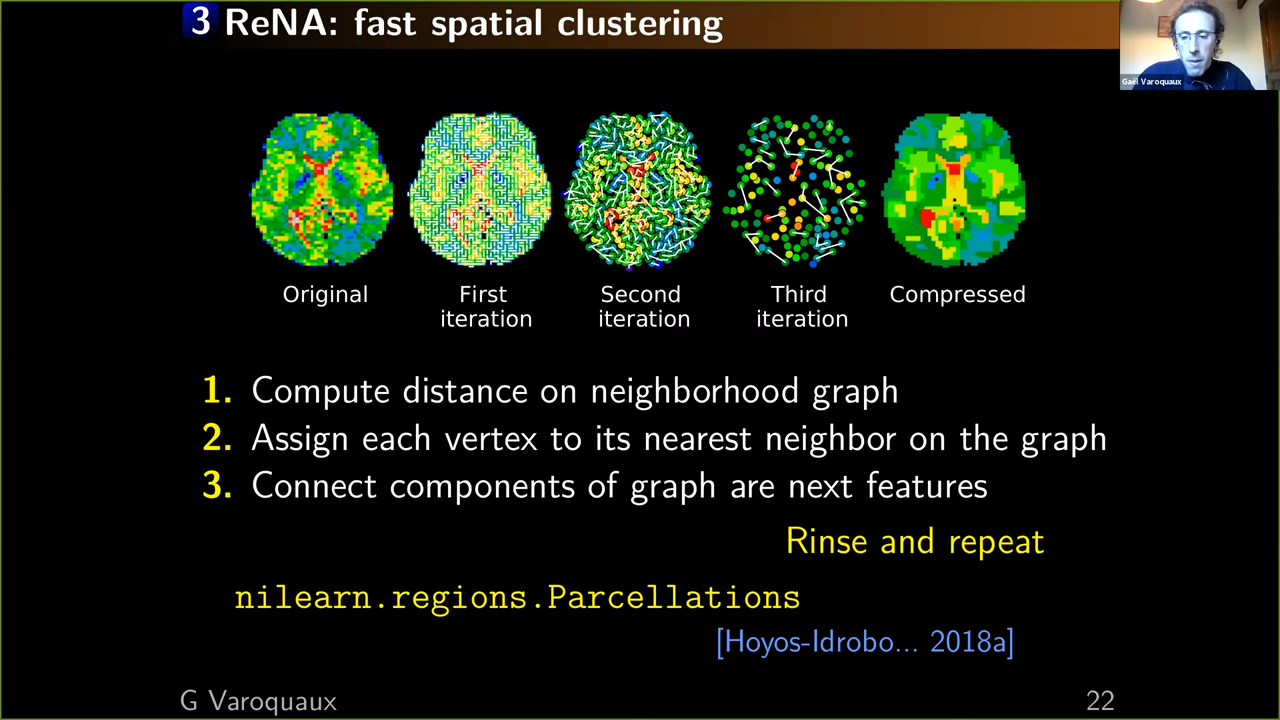 3 ReNA: fast spatial clustering
Gaël Varoquaux
Original
First
iteration
Second
iteration
Third
iteration
Compressed
1. Compute distance on neighborhood graph
2. Assign each vertex to its nearest neighbor on the graph
3. Connect components of graph are next features
Rinse and repeat
nilearn.regions.Parcellations
[Hoyos-Idrobo... 2018a]
G Varoquaux
22